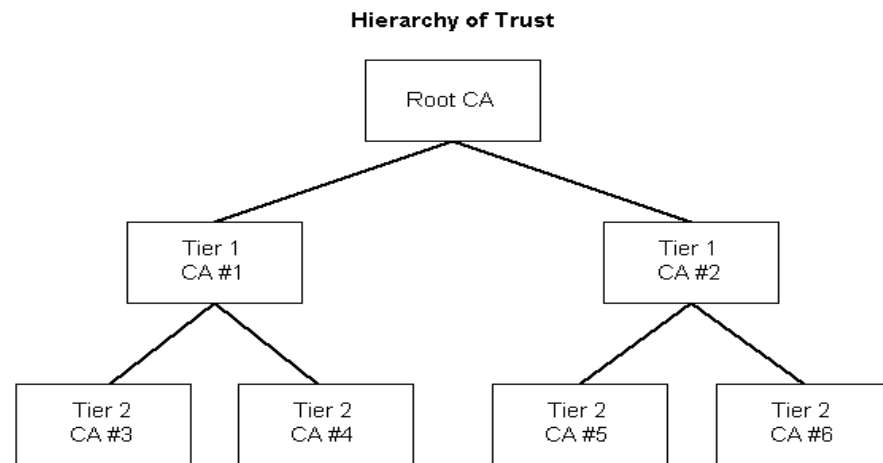 Hierarchy of Trust
Root CA
Tier 1
CA #1
Tier 1
CA #2
Tier 2
CA #3
Tier 2
CA #4
Tier 2
CA #5
Tier 2
CA #6